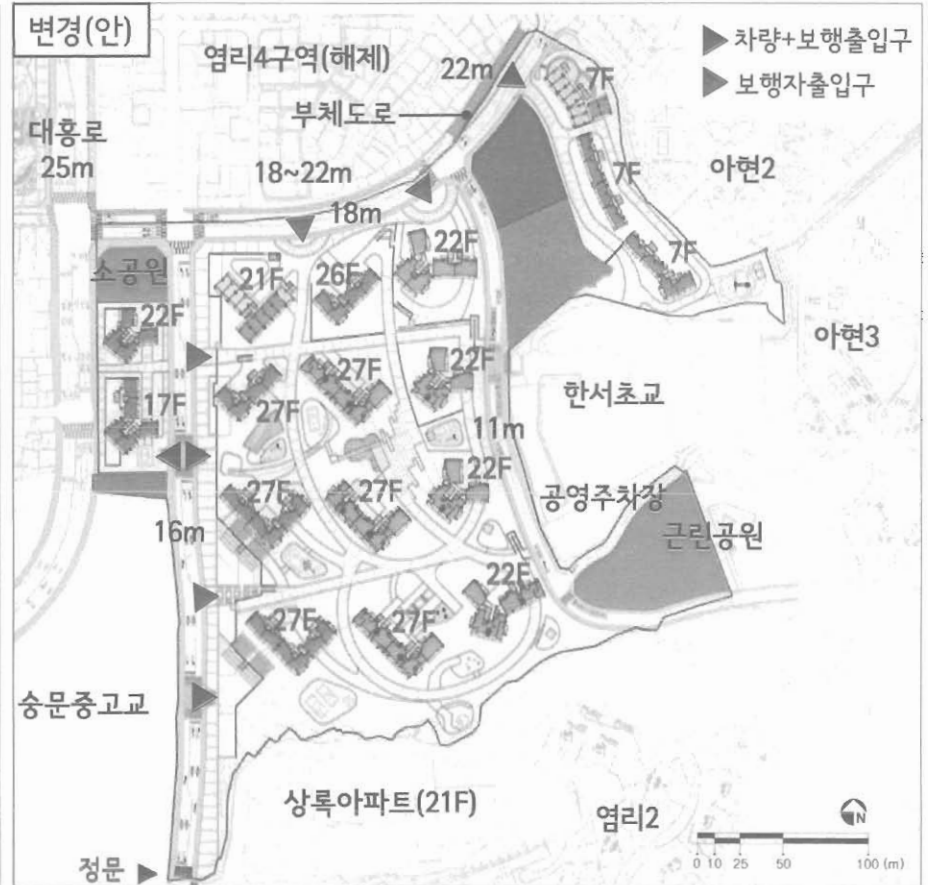 변경(안)
차량+보행출입구
보행자출입구
염리4구역(해제)
22m
7F
부체도로
대흥로
25m
18~22m
7F
아현2
18m
22F
7F
소공원
21F
26F
22F
아현3
27F
22F
27F
한서초교
17F
11m
27F
27F
22F
공영주차장
16m
근린공원
22F
27F
27F
숭문중고교
상록아파트(21F)
염리2
N
정문
0 10 25 50 100 (m)